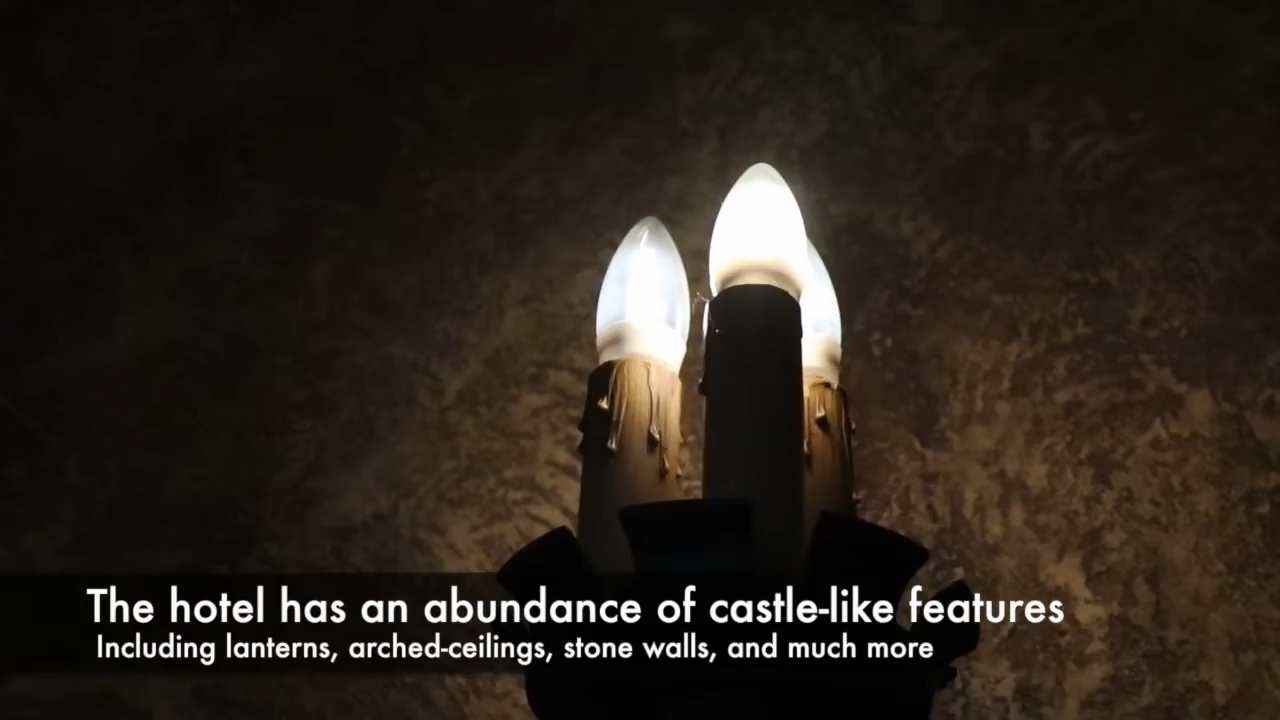 The hotel has an abundance of castle-like features
Including lanterns, arched-ceilings, stone walls, and much more